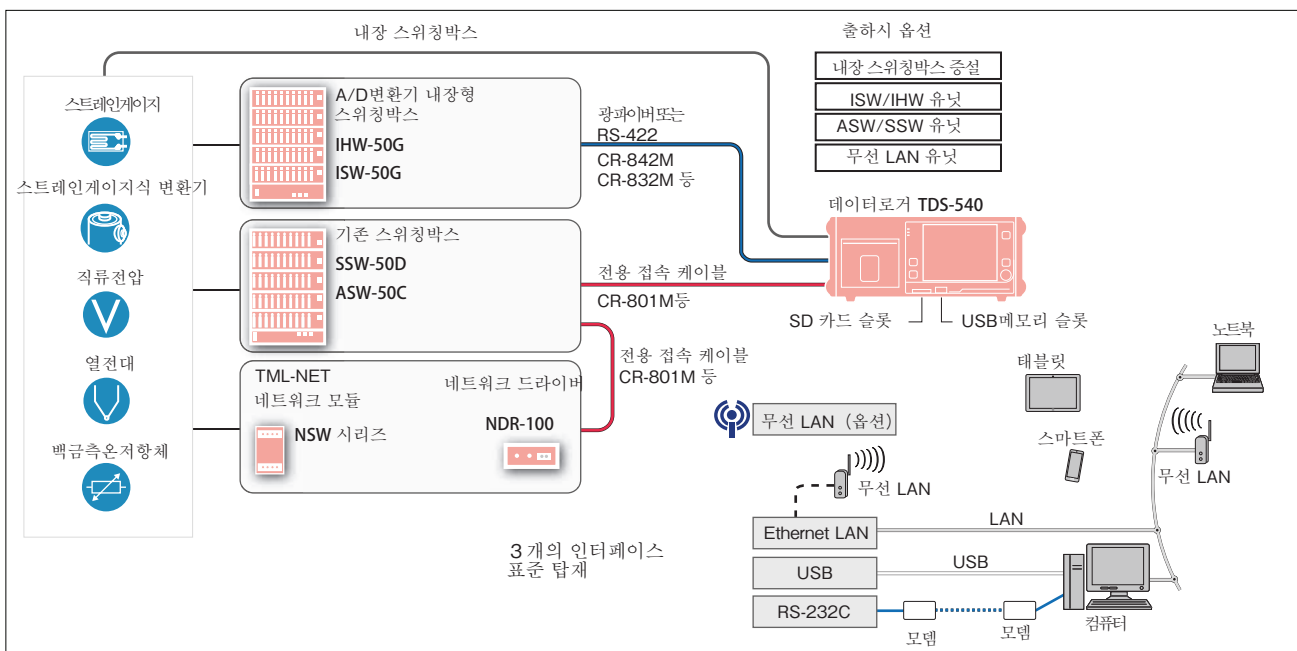 내장 스위칭박스
출하시 옵션
내장 스위칭박스 증설
ISW/IHW 유닛
ASW/SSW 유닛
무선 LAN 유닛
스트레인게이지
스트레인게이지식 변환기
직류전압
열전대
백금측온저항체
A/D변환기 내장형
스위칭박스
IHW-50G
ISW-50G
광파이버또는
RS-422
CR-842M
CR-832M 등
데이터로거 TDS-540
기존 스위칭박스
SSW-50D
ASW-50C
전용 접속 케이블
CR-801M등
SD 카드 슬롯
USB메모리 슬롯
전용 접속 케이블
CR-801M 등
TML-NET
네트워크 모듈
NSW 시리즈
네트워크 드라이버
NDR-100
노트북
태블릿
스마트폰
무선 LAN (옵션)
무선 LAN
무선 LAN
Ethernet LAN
LAN
3개의 인터페이스
표준 탑재
USB
USB
RS-232C
모뎀
모뎀
컴퓨터